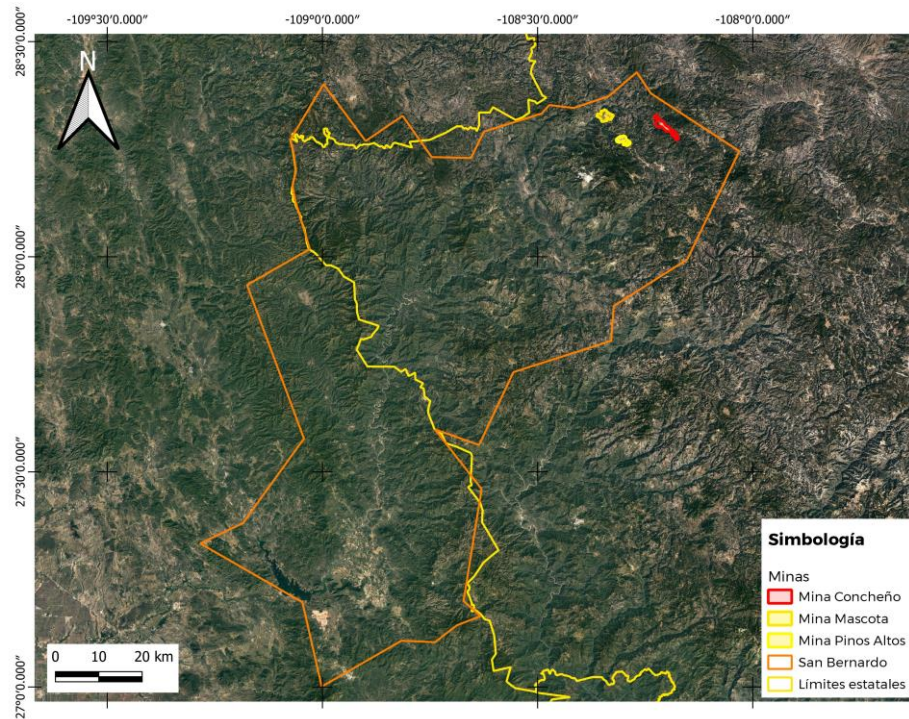 -109°30'0.000" -109°0'0.000" -108°30'0.000" -108°0'0.000"
28°30'0.000"
N
28°0'0.000"
27°30'0.000"
27°0'0.000"
0 10 20 km
Simbología
Minas
Mina Concheño
Mina Mascota
Mina Pinos Altos
San Bernardo
Límites estatales